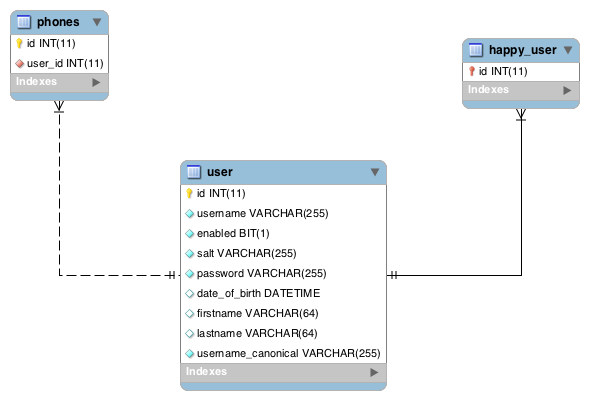 phones
id INT(11)
user_id INT(11)
Indexes
happy_user
id INT(11)
Indexes
user
id INT(11)
username VARCHAR(255)
enabled BIT(1)
salt VARCHAR(255)
password VARCHAR(255)
date_of_birth DATETIME
firstname VARCHAR(64)
lastname VARCHAR(64)
username_canonical VARCHAR(255)
Indexes